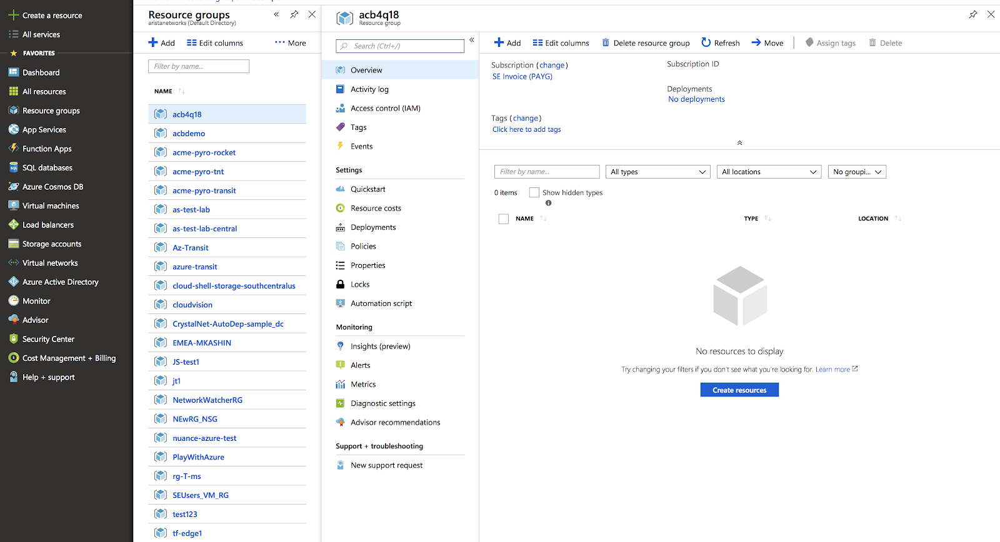 Create a resource
All services
FAVORITES
Dashboard
All resources
Resource groups
App Services
Function Apps
SQL databases
Azure Cosmos DB
Virtual machines
Load balancers
Storage accounts
Virtual networks
Azure Active Directory
Monitor
Advisor
Security Center
Cost Management + Billing
Help + support
Resource groups
aristanetworks (Default Directory)
Add
Edit columns
More
Filter by name...
NAME
acb4q18
acbdemo
acme-pyro-rocket
acme-pyro-tnt
acme-pyro-transit
as-test-lab
as-test-lab-central
Az-Transit
azure-transit
cloud-shell-storage-southcentralus
cloudvision
CrystalNet-AutoDep-sample_dc
EMEA-MKASHIN
JS-test1
jt1
NetworkWatcherRG
NEwRG_NSG
nuance-azure-test
PlayWithAzure
rg-T-ms
SEUsers_VM_RG
test123
tf-edge1
acb4q18
Resource group
Search (Ctrl+/)
Overview
Activity log
Access control (IAM)
Tags
Events
Settings
Quickstart
Resource costs
Deployments
Policies
Properties
Locks
Automation script
Monitoring
Insights (preview)
Alerts
Metrics
Diagnostic settings
Advisor recommendations
Support + troubleshooting
New support request
Add
Edit columns
Delete resource group
Refresh
Move
Assign tags
Delete
Subscription (change)
SE Invoice (PAYG)
Subscription ID
Deployments
No deployments
Tags (change)
Click here to add tags
Filter by name...
All types
All locations
No groupi...
0 items
Show hidden types
NAME
TYPE
LOCATION
No resources to display
Try changing your filters if you don't see what you're looking for. Learn more
Create resources